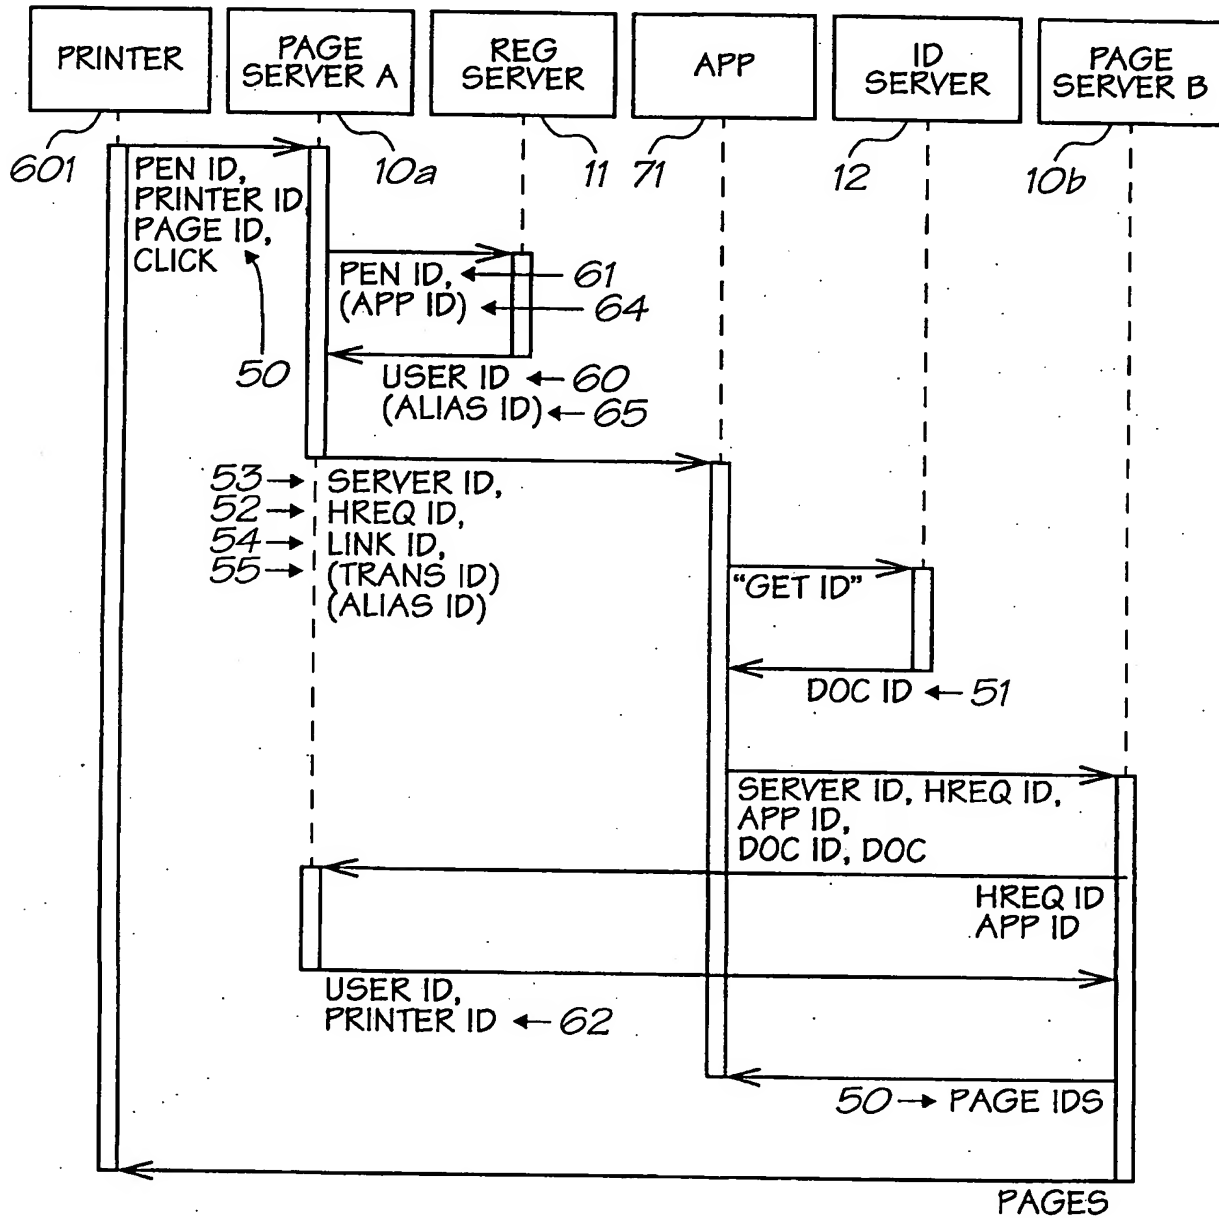 PRINTER
PAGE
SERVER A
REG
SERVER
APP
ID
SERVER
PAGE
SERVER B
601
10a
11
71
12
10b
PEN ID,
PRINTER ID
PAGE ID,
CLICK
50
PEN ID, 61
(APP ID) 64
USER ID 60
(ALIAS ID) 65
53 SERVER ID,
52 HREQ ID,
54 LINK ID,
55 (TRANS ID)
(ALIAS ID)
"GET ID"
DOC ID 51
SERVER ID, HREQ ID,
APP ID,
DOC ID, DOC
HREQ ID
APP ID
USER ID,
PRINTER ID 62
50 PAGE IDS
PAGES